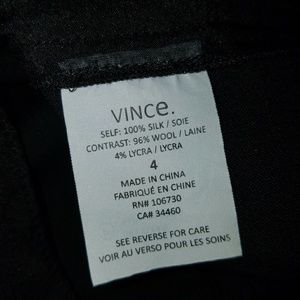 VINCe.
SELF: 100% SILK / SOIE
CONTRAST: 96% WOOL / LAINE
4% LYCRA / LYCRA
4
MADE IN CHINA
FABRIQUÉ EN CHINE
RN# 106730
CA# 34460
SEE REVERSE FOR CARE
VOIR AU VERSO POUR LES SOINS